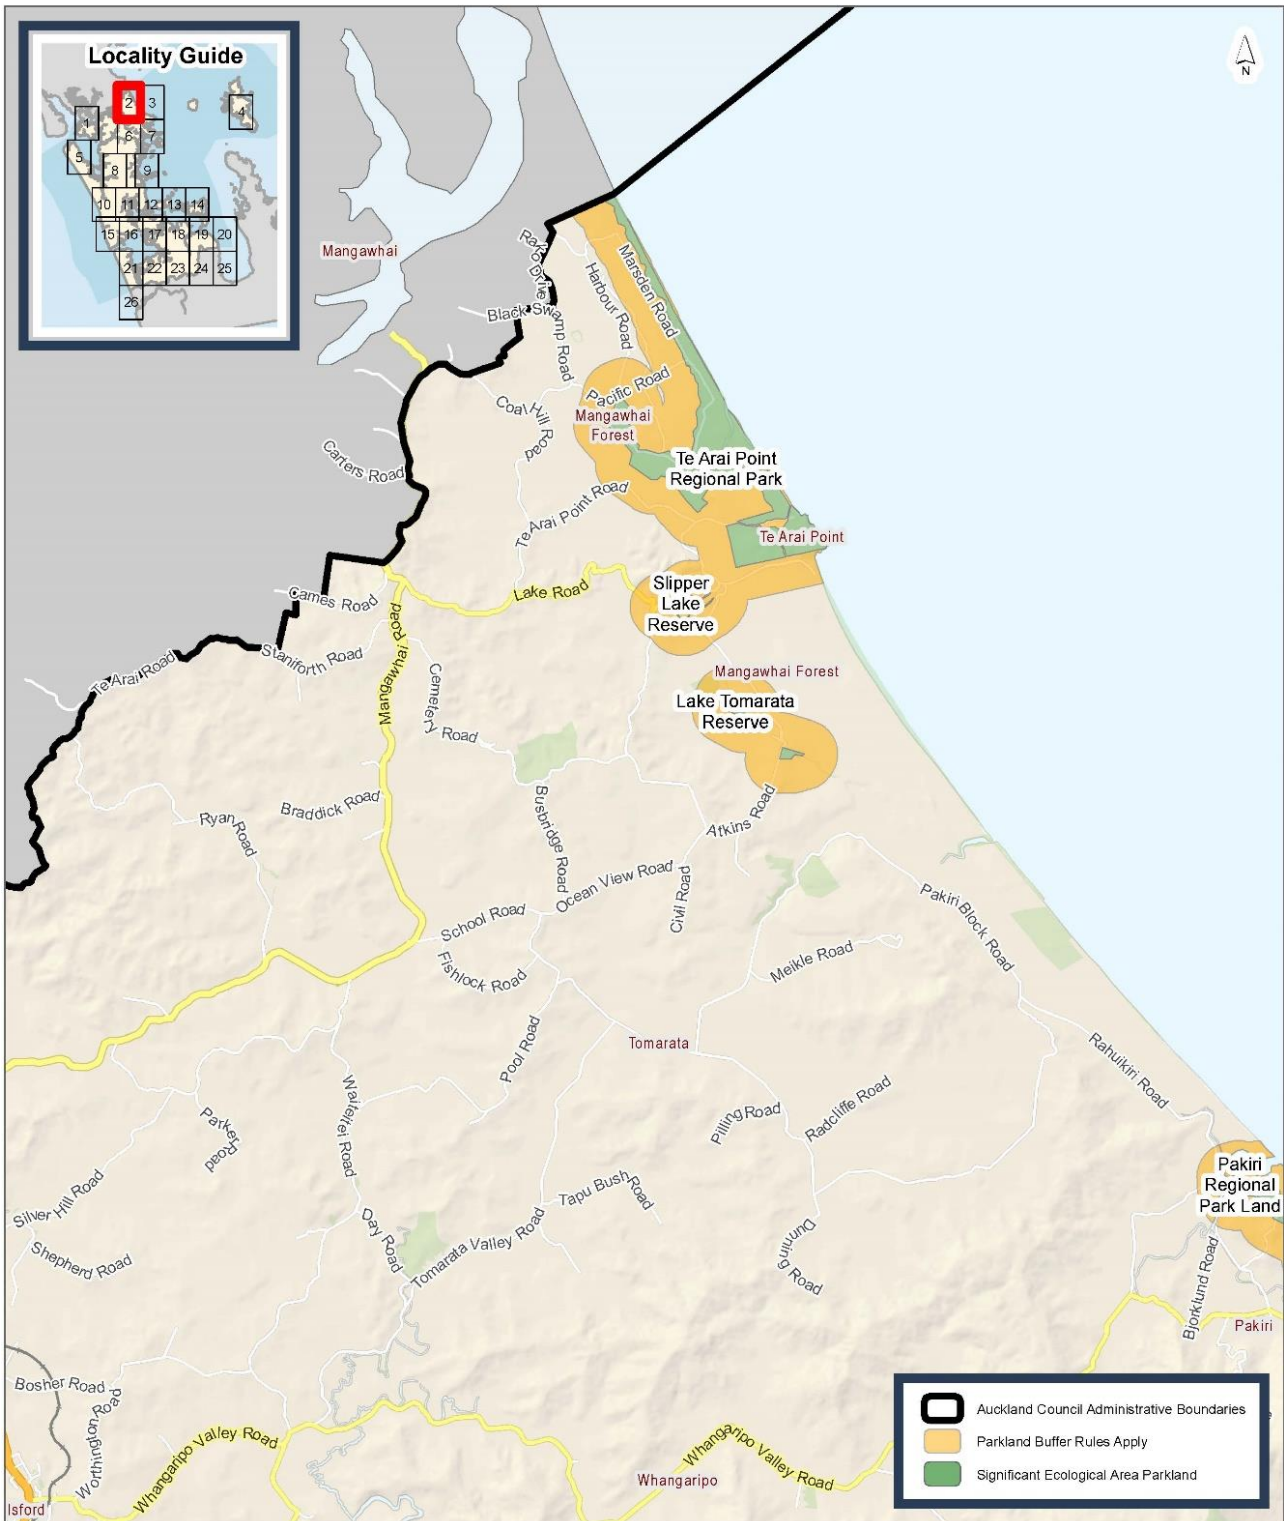 Locality Guide
2
3
4
1
6
7
5
8
9
10
11
12
13
14
15
16
17
18
19
20
21
22
23
24
25
26
N
Mangawhai
Raro Drive
Harbour Road
Marsden Road
Black Swamp Road
Pacific Road
Coal Hill Road
Mangawhai
Forest
Carters Road
Te Arai Point
Regional Park
Te Arai Point Road
Te Arai Point
Slipper
Lake
Reserve
Lake Road
Cames Road
Mangawhai Road
Staniforth Road
Te Arai Road
Cemetery Road
Mangawhai Forest
Lake Tomarata
Reserve
Braddick Road
Ryan Road
Busbridge Road
Atkins Road
Ocean View Road
Civil Road
Pakiri Block Road
School Road
Fishlock Road
Meikle Road
Pool Road
Tomarata
Rahuikiri Road
Waiteitei Road
Parker
Road
Pilling Road
Radcliffe Road
Pakiri
Regional
Park Land
Silver Hill Road
Tapu Bush Road
Day Road
Tomarata Valley Road
Shepherd Road
Dunning Road
Bjorklund Road
Pakiri
Bosher Road
Worthington Road
Whangaripo Valley Road
Whangaripo Valley Road
Whangaripo
lsford
Auckland Council Administrative Boundaries
Parkland Buffer Rules Apply
Significant Ecological Area Parkland